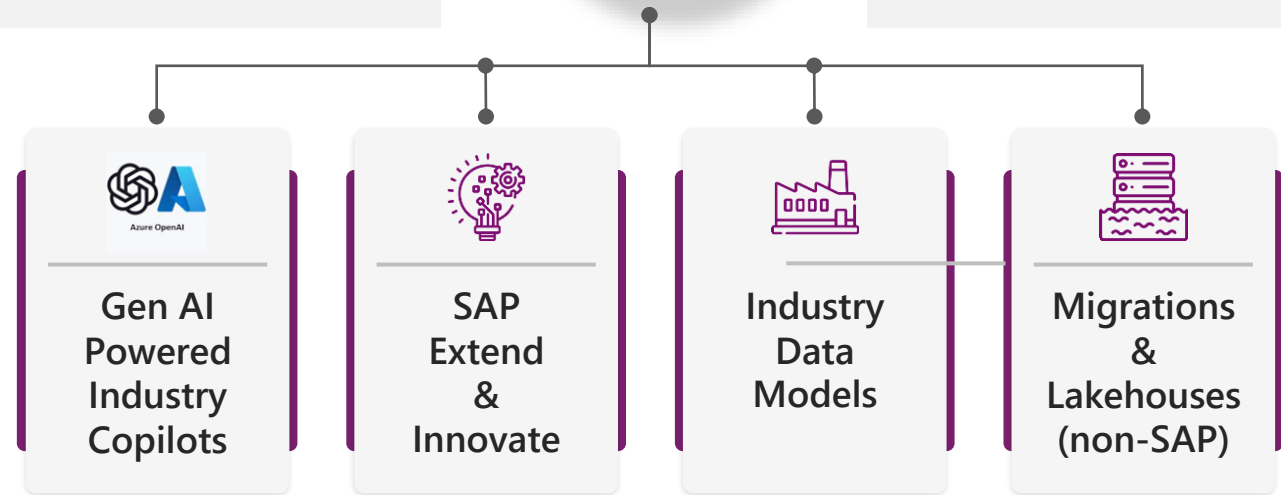 Azure OpenAI
Gen AI
Powered
Industry
Copilots
SAP
Extend
&
Innovate
Industry
Data
Models
Migrations
&
Lakehouses
(non-SAP)